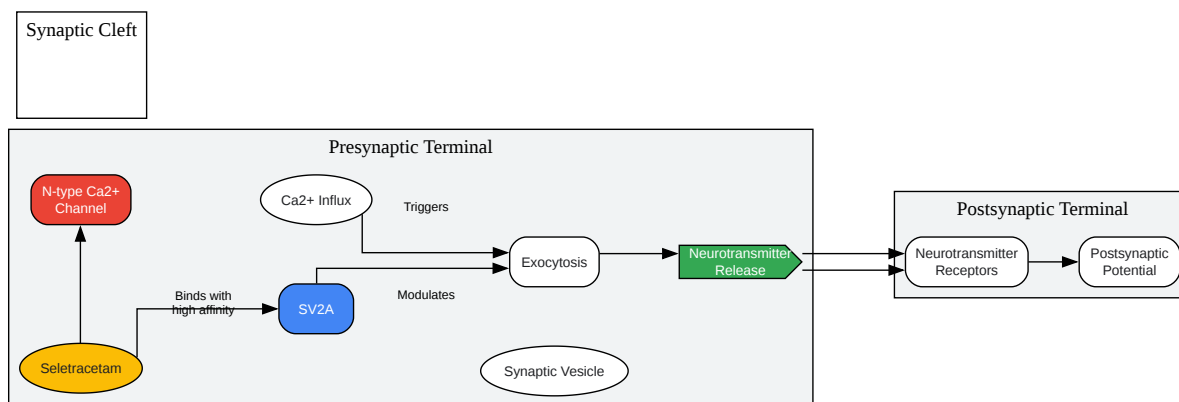 Synaptic Cleft
Presynaptic Terminal
N-type Ca2+
Channel
Ca2+ Influx
Triggers
Exocytosis
Neurotransmitter
Release
Binds with
high affinity
SV2A
Modulates
Seletracetam
Synaptic Vesicle
Postsynaptic Terminal
Neurotransmitter
Receptors
Postsynaptic
Potential